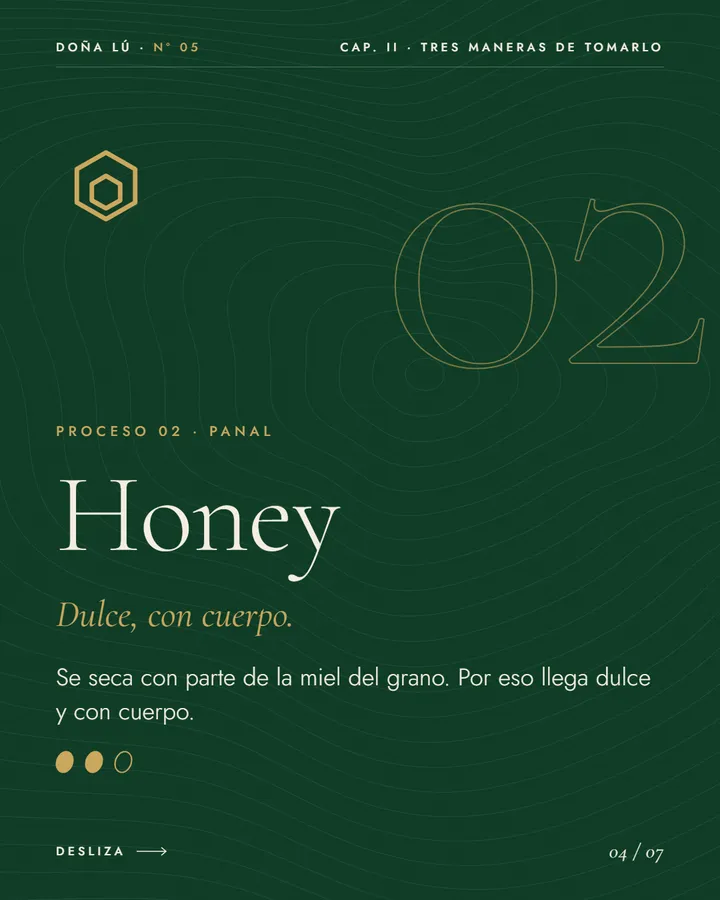 DOÑA LÚ · N° 05
CAP. II · TRES MANERAS DE TOMARLO
02
PROCESO 02 · PANAL
Honey
Dulce, con cuerpo.
Se seca con parte de la miel del grano. Por eso llega dulce
y con cuerpo.
DESLIZA →
04 / 07